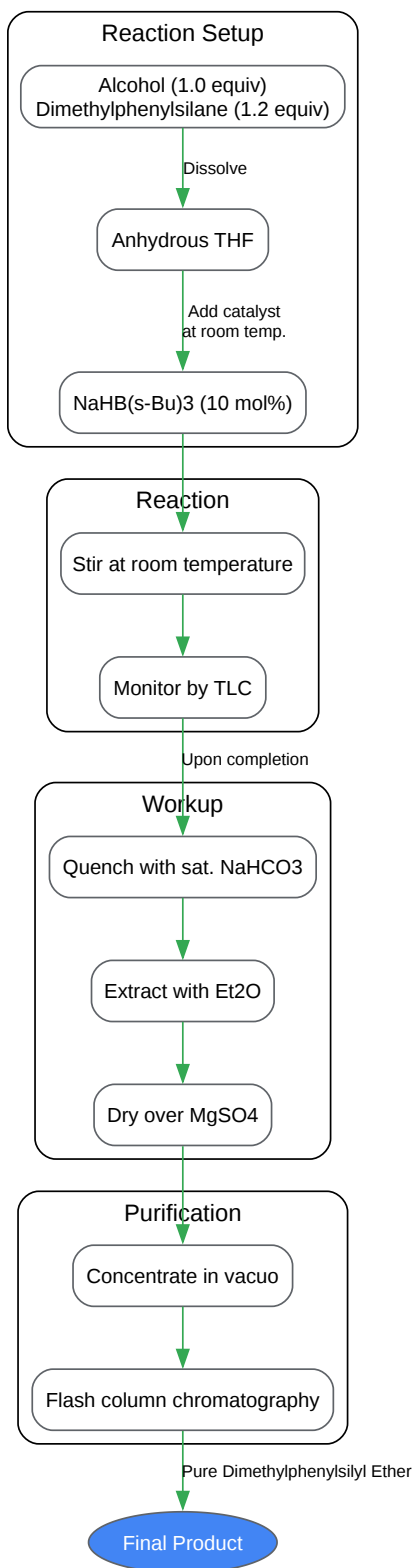 Reaction Setup
Alcohol (1.0 equiv)
Dimethylphenylsilane (1.2 equiv)
Dissolve
Anhydrous THF
Add catalyst
at room temp.
NaHB(s-Bu)3 (10 mol%)
Reaction
Stir at room temperature
Monitor by TLC
Upon completion
Workup
Quench with sat. NaHCO3
Extract with Et2O
Dry over MgSO4
Purification
Concentrate in vacuo
Flash column chromatography
Pure Dimethylphenylsilyl Ether
Final Product